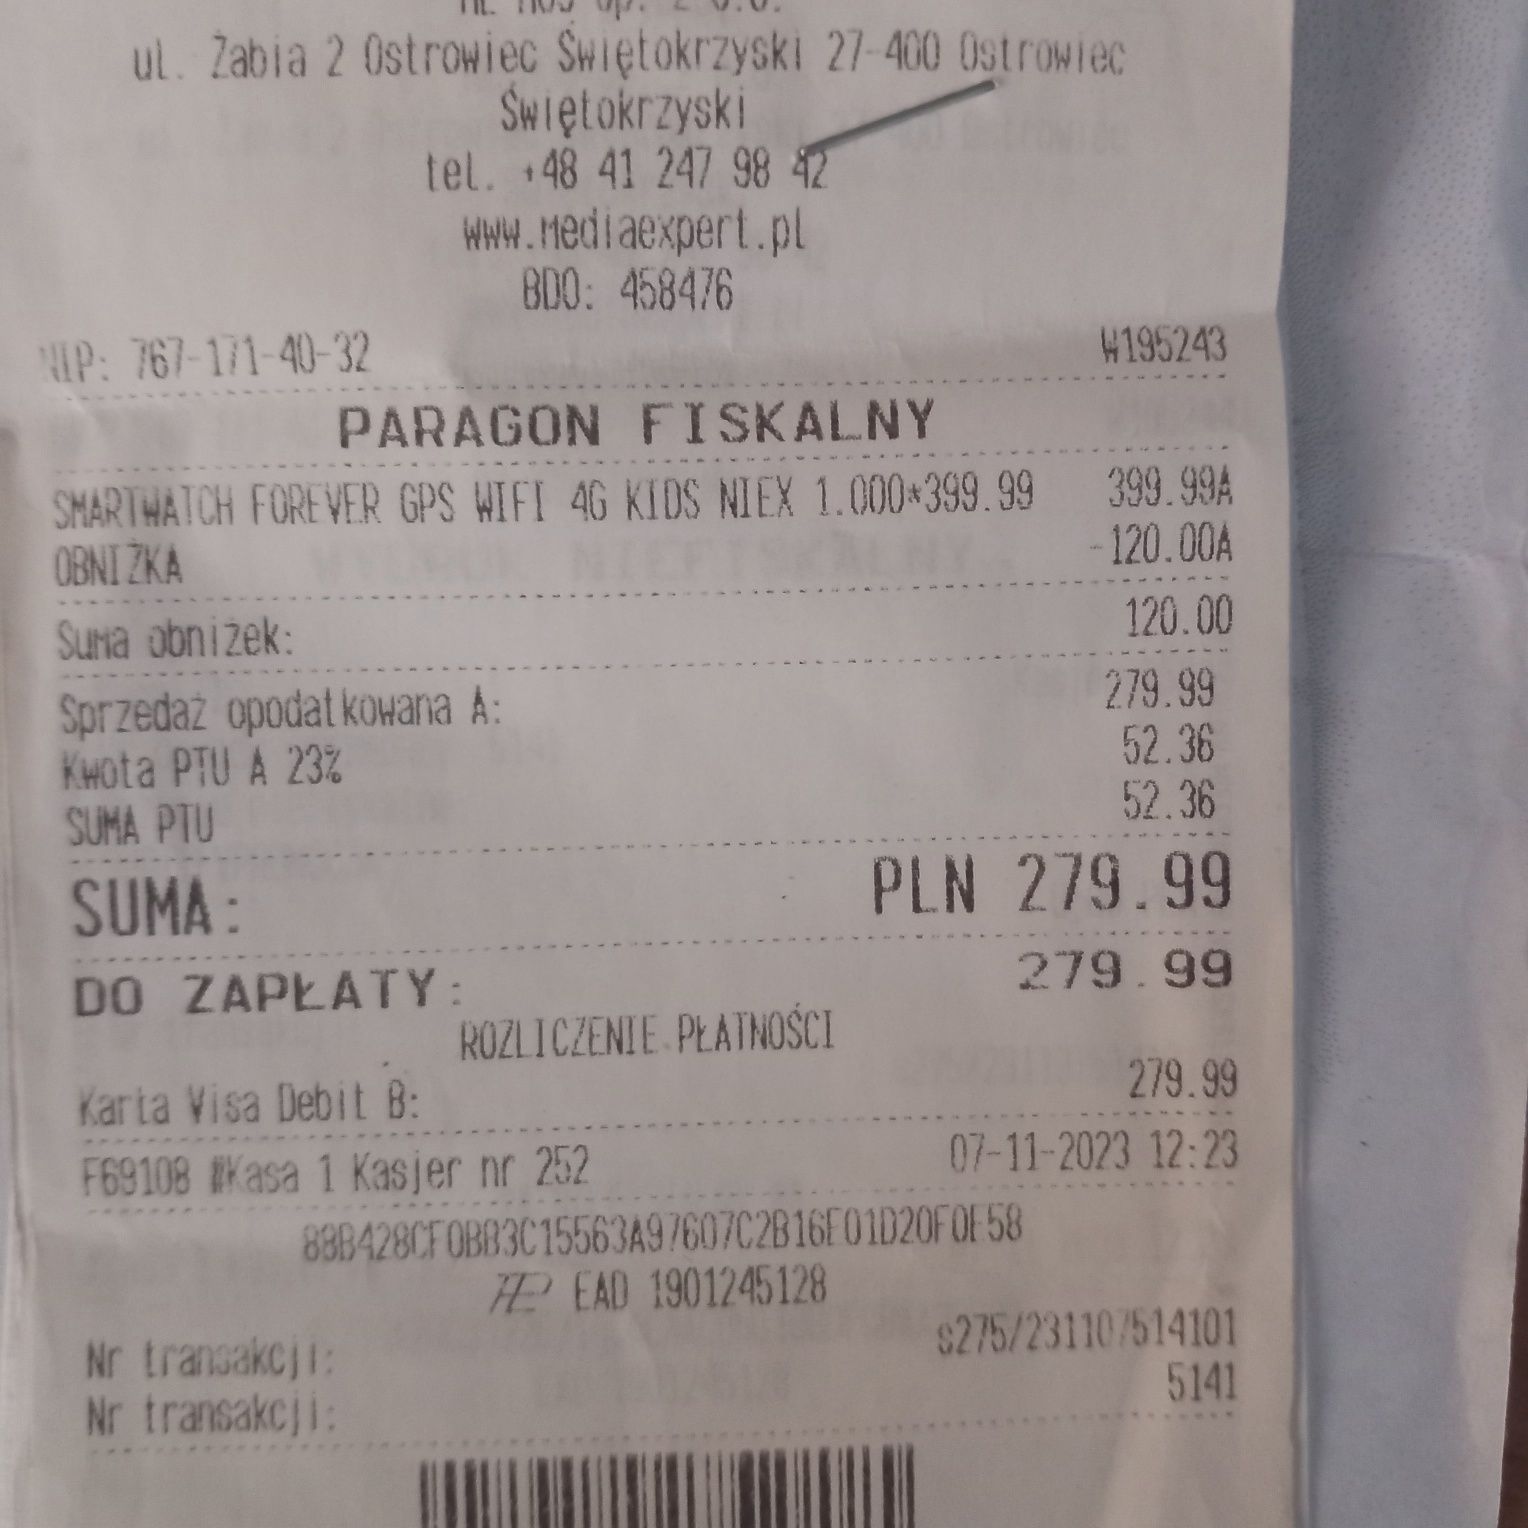 Sp. z o.o.
ul. Żabia 2 Ostrowiec Świętokrzyski 27-400 Ostrowiec
Świętokrzyski
tel. +48 41 247 98 42
www.mediaexpert.pl
BDO: 458476
NIP: 767-171-40-32 W195243
PARAGON FISKALNY
SMARTWATCH FOREVER GPS WIFI 4G KIDS NIEX 1.000*399.99 399.99A
OBNIŻKA -120.00A
Suma obniżek: 120.00
Sprzedaż opodatkowana A: 279.99
Kwota PTU A 23% 52.36
SUMA PTU 52.36
SUMA: PLN 279.99
DO ZAPŁATY: 279.99
ROZLICZENIE PŁATNOŚCI
Karta Visa Debit B: 279.99
F69108 #Kasa 1 Kasjer nr 252 07-11-2023 12:23
88B428CF0BB3C15563A97607C2B16E01D20F0E58
EAD 1901245128
Nr transakcji: s275/231107514101
Nr transakcji: 5141